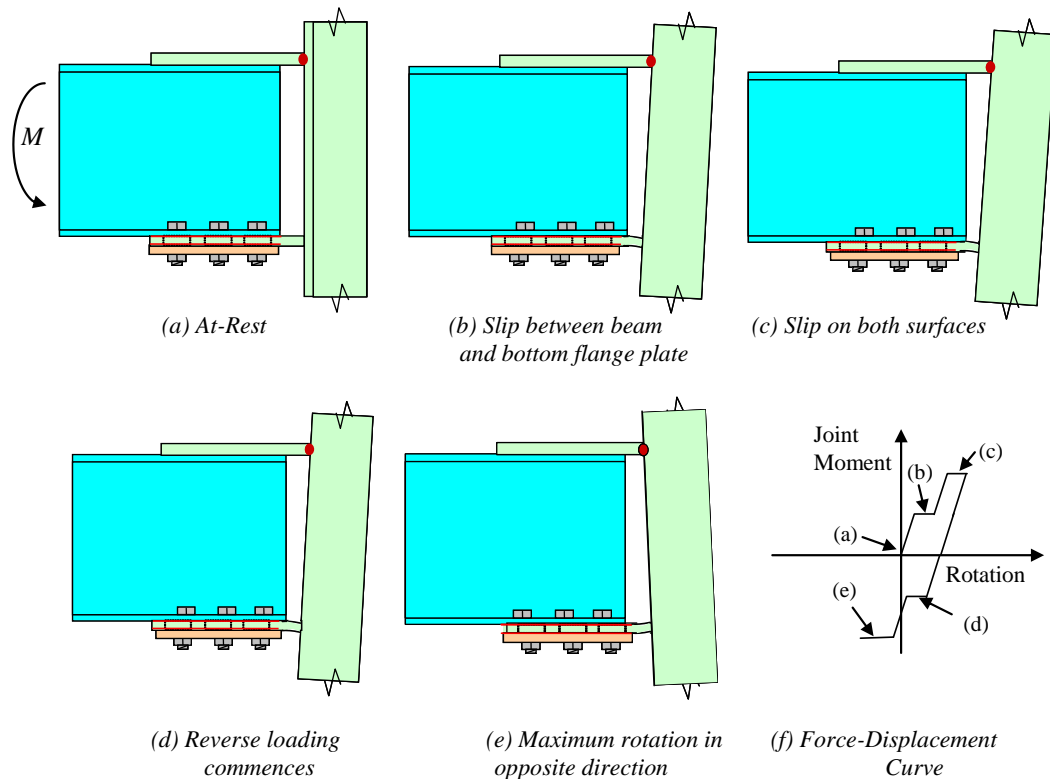 M
(a) At-Rest
(b) Slip between beam
and bottom flange plate
(c) Slip on both surfaces
(d) Reverse loading
commences
(e) Maximum rotation in
opposite direction
Joint
Moment
(c)
(b)
(a)
Rotation
(e)
(d)
(f) Force-Displacement
Curve